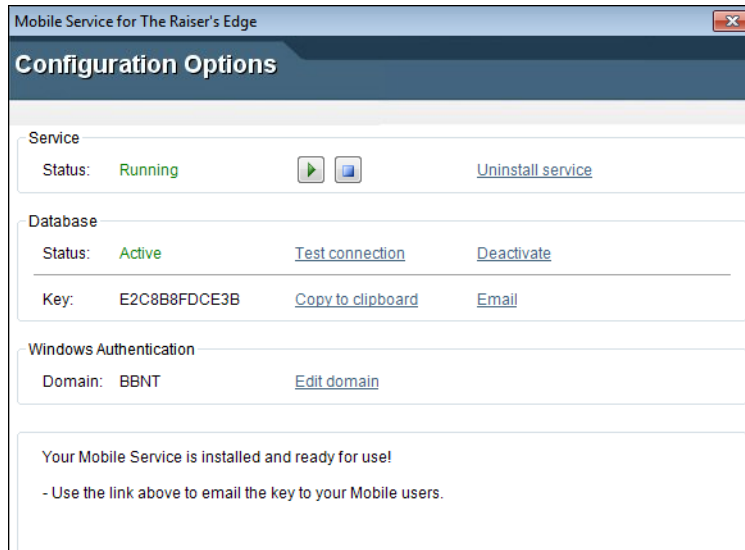 Mobile Service for The Raiser's Edge
Configuration Options
Service
Status: Running Uninstall service
Database
Status: Active Test connection Deactivate
Key: E2C8B8FDCE3B Copy to clipboard Email
Windows Authentication
Domain: BBNT Edit domain
Your Mobile Service is installed and ready for use!
- Use the link above to email the key to your Mobile users.